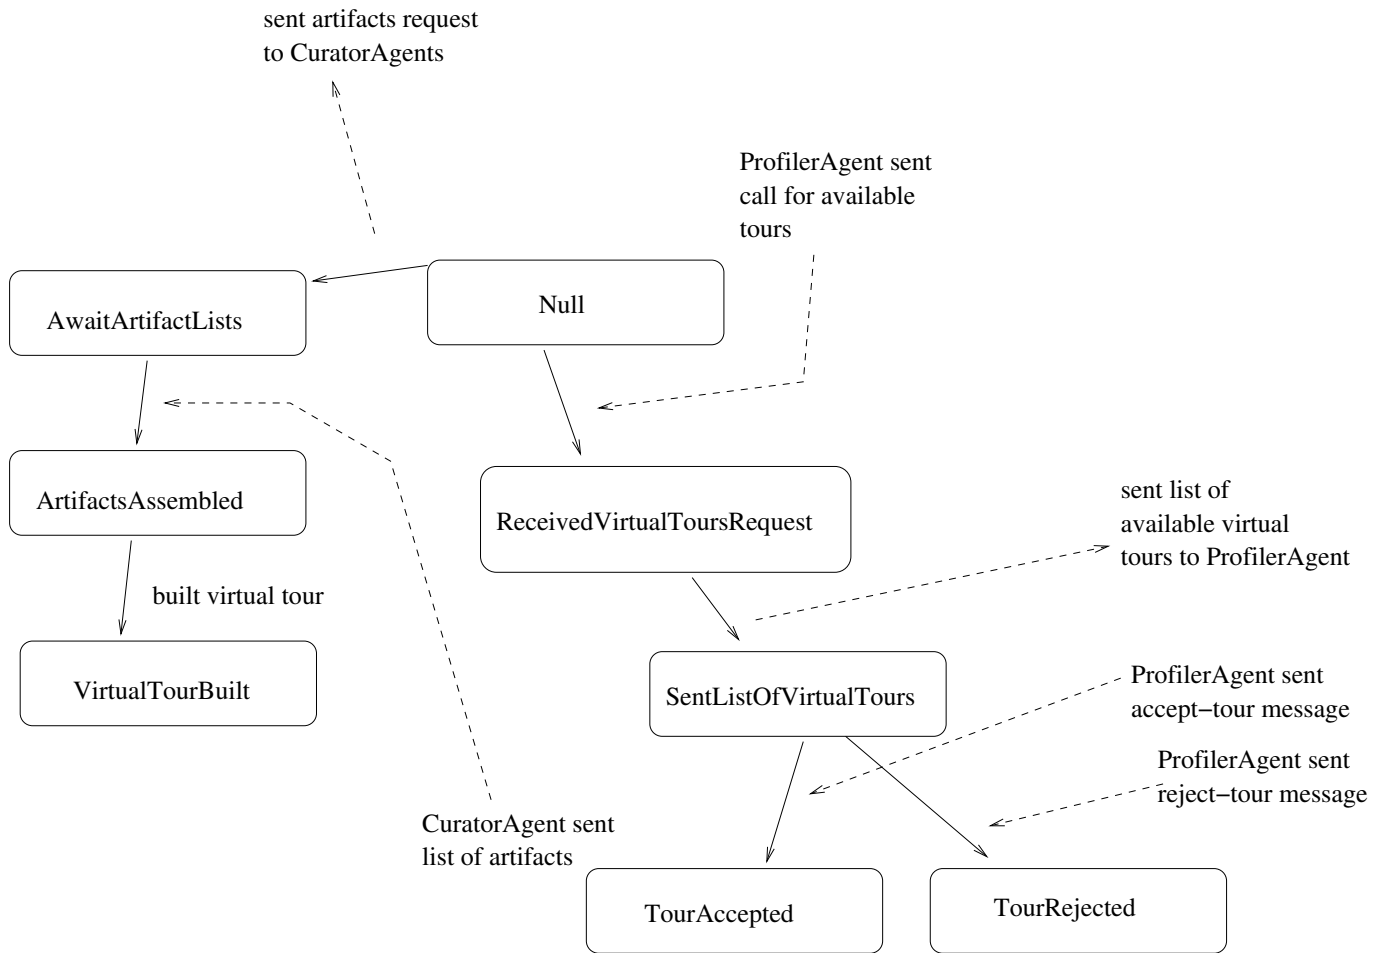 sent artifacts request
to CuratorAgents
ProfilerAgent sent
call for available
tours
Null
AwaitArtifactLists
ArtifactsAssembled
ReceivedVirtualToursRequest
sent list of
available virtual
tours to ProfilerAgent
built virtual tour
VirtualTourBuilt
SentListOfVirtualTours
ProfilerAgent sent
accept−tour message
ProfilerAgent sent
reject−tour message
CuratorAgent sent
list of artifacts
TourAccepted
TourRejected